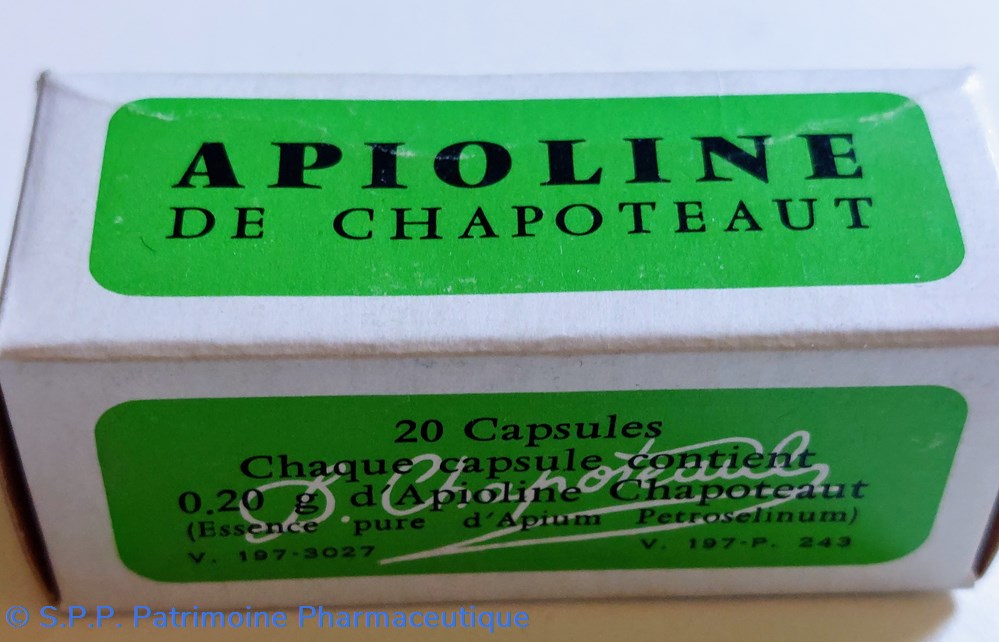 APIOLINE
DE CHAPOTEAUT
20 Capsules
Chaque capsule contient
0.20 g d'Apioline Chapoteaut
(Essence pure d'Apium Petroselinum)
V. 197-3027 V. 197-P. 243
P. Chapoteaut
© S.P.P. Patrimoine Pharmaceutique